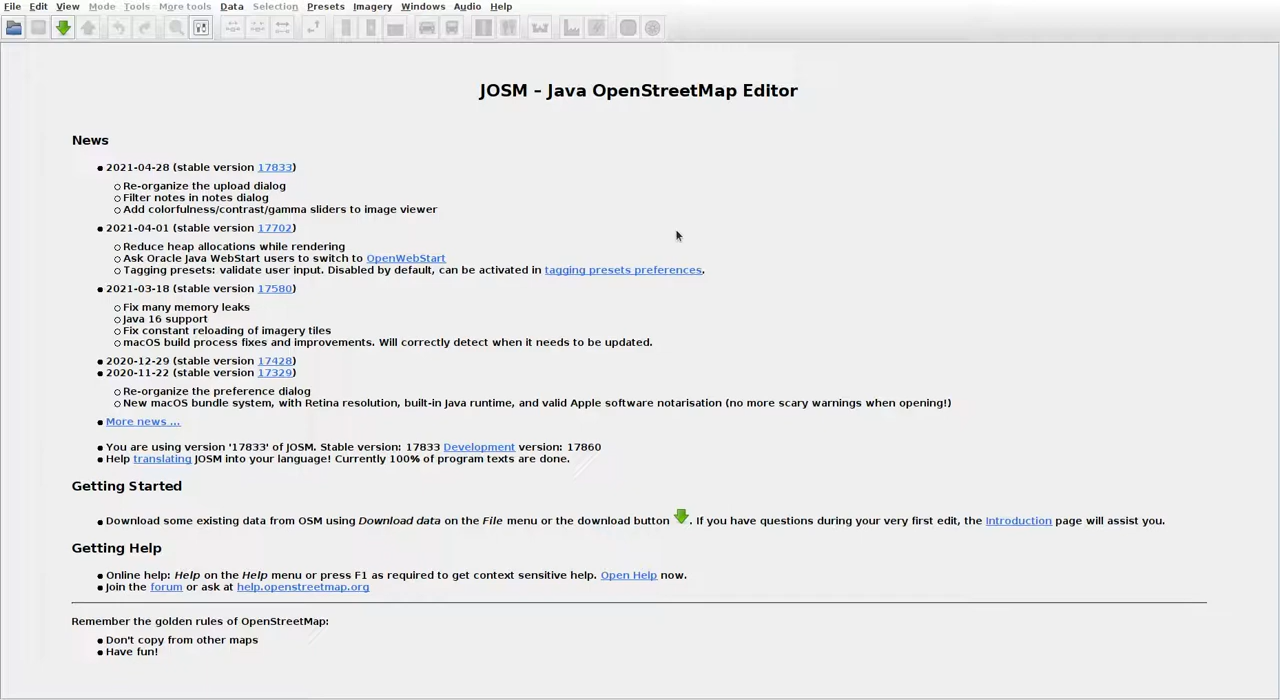 File Edit View Mode Tools More tools Data Selection Presets Imagery Windows Audio Help
JOSM – Java OpenStreetMap Editor
News
2021-04-28 (stable version 17833)
Re-organize the upload dialog
Filter notes in notes dialog
Add colorfulness/contrast/gamma sliders to image viewer
2021-04-01 (stable version 17702)
Reduce heap allocations while rendering
Ask Oracle Java WebStart users to switch to OpenWebStart
Tagging presets: validate user input. Disabled by default, can be activated in tagging presets preferences.
2021-03-18 (stable version 17580)
Fix many memory leaks
Java 16 support
Fix constant reloading of imagery tiles
macOS build process fixes and improvements. Will correctly detect when it needs to be updated.
2020-12-29 (stable version 17428)
2020-11-22 (stable version 17329)
Re-organize the preference dialog
New macOS bundle system, with Retina resolution, built-in Java runtime, and valid Apple software notarisation (no more scary warnings when opening!)
More news ...
You are using version '17833' of JOSM. Stable version: 17833 Development version: 17860
Help translating JOSM into your language! Currently 100% of program texts are done.
Getting Started
Download some existing data from OSM using Download data on the File menu or the download button . If you have questions during your very first edit, the Introduction page will assist you.
Getting Help
Online help: Help on the Help menu or press F1 as required to get context sensitive help. Open Help now.
Join the forum or ask at help.openstreetmap.org
Remember the golden rules of OpenStreetMap:
Don't copy from other maps
Have fun!